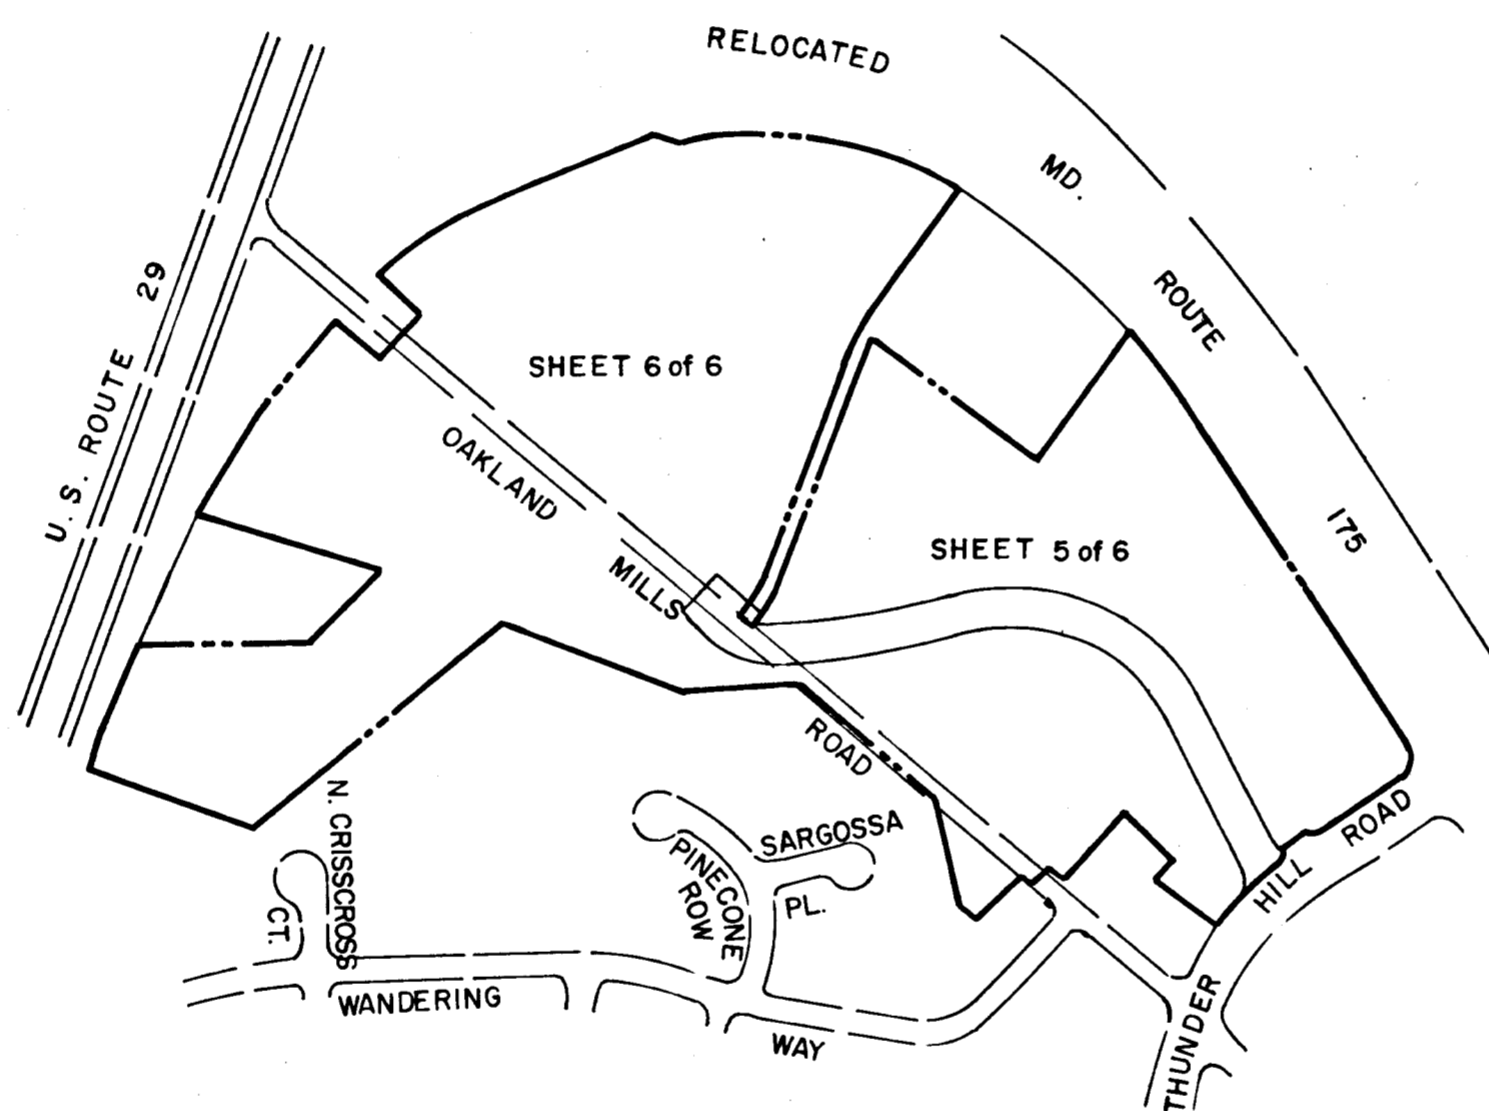 RELOCATED
MD.
ROUTE
175
U. S. ROUTE 29
SHEET 6 of 6
OAKLAND
MILLS
ROAD
SHEET 5 of 6
HILL ROAD
THUNDER
N. CRISSCROSS
CT.
PINECONE
ROW
SARGOSSA
PL.
WANDERING
WAY